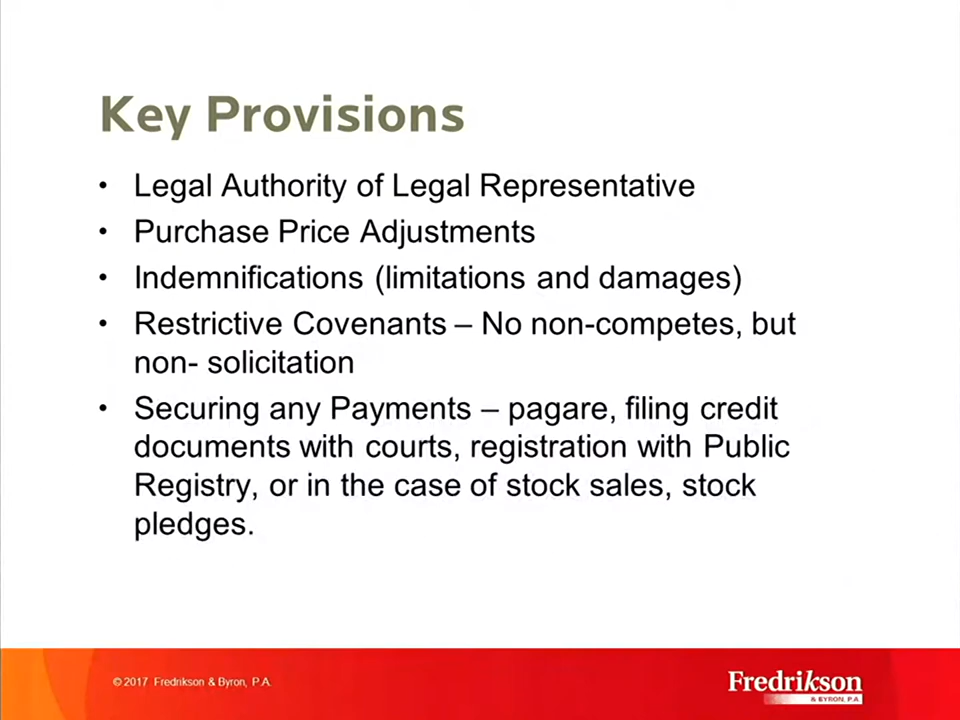 Key Provisions
• Legal Authority of Legal Representative
• Purchase Price Adjustments
• Indemnifications (limitations and damages)
• Restrictive Covenants – No non-competes, but
non- solicitation
• Securing any Payments – pagare, filing credit
documents with courts, registration with Public
Registry, or in the case of stock sales, stock
pledges.
© 2017 Fredrikson & Byron, P.A.
Fredrikson
& BYRON, P.A.